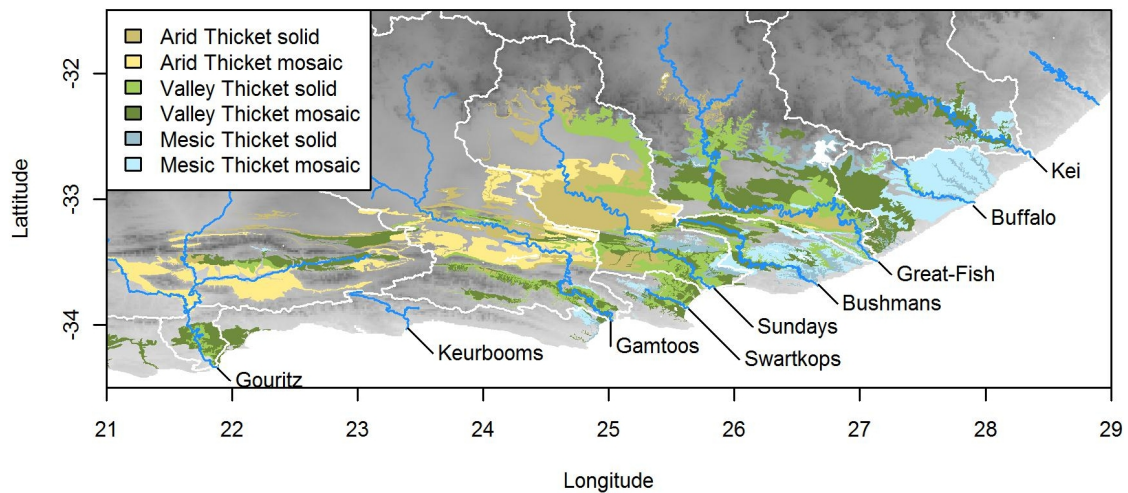 Arid Thicket solid
Arid Thicket mosaic
Valley Thicket solid
Valley Thicket mosaic
Mesic Thicket solid
Mesic Thicket mosaic
-32
-33
-34
Lattitude
Kei
Buffalo
Great-Fish
Bushmans
Sundays
Swartkops
Gamtoos
Keurbooms
Gouritz
21 22 23 24 25 26 27 28 29
Longitude